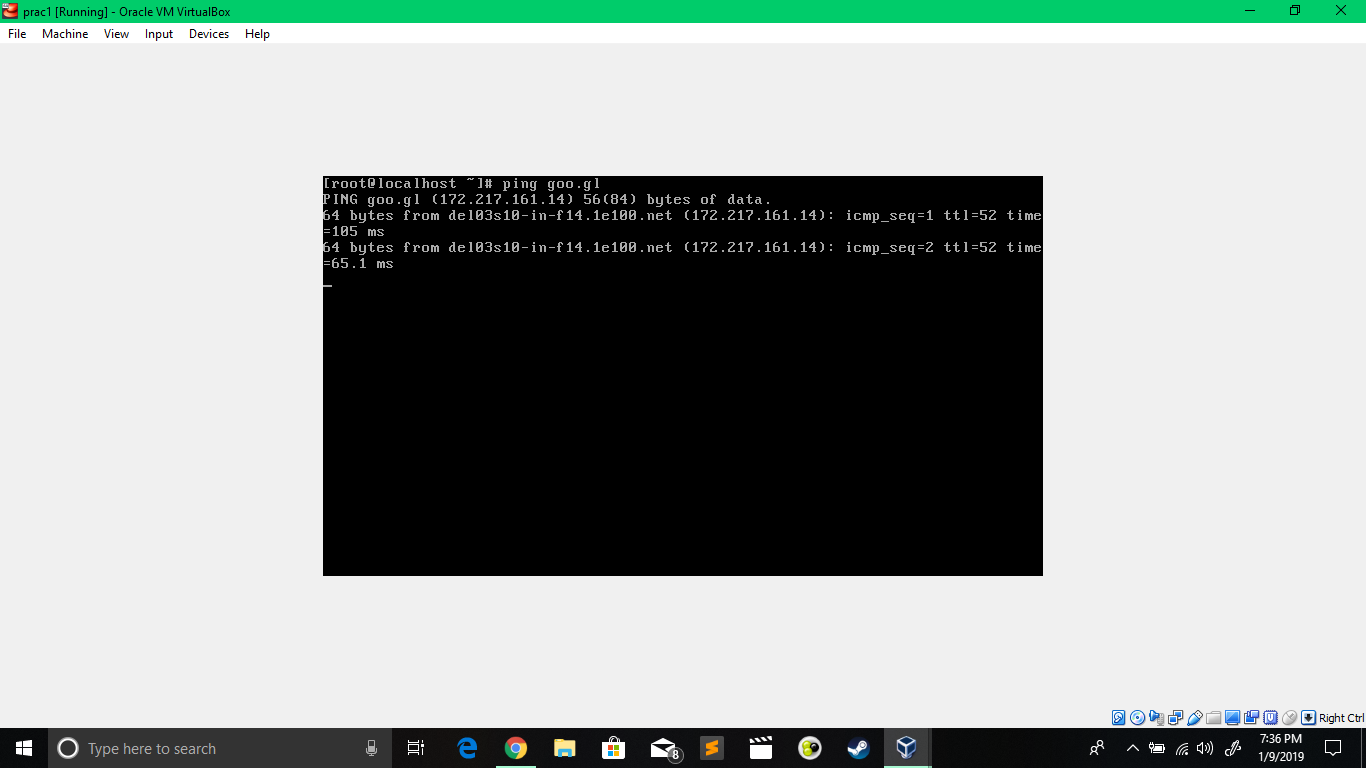 prac1 [Running] - Oracle VM VirtualBox
File Machine View Input Devices Help
[root@localhost ~]# ping goo.gl
PING goo.gl (172.217.161.14) 56(84) bytes of data.
64 bytes from del03s10-in-f14.1e100.net (172.217.161.14): icmp_seq=1 ttl=52 time
=105 ms
64 bytes from del03s10-in-f14.1e100.net (172.217.161.14): icmp_seq=2 ttl=52 time
=65.1 ms
Right Ctrl
Type here to search
8
7:36 PM
1/9/2019